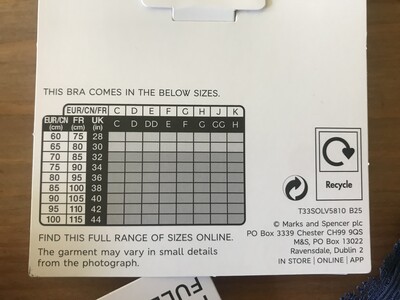 THIS BRA COMES IN THE BELOW SIZES.
EUR/CN/FR C D E F G H J K
EUR/CN (cm) FR (cm) UK (in) C D DD E F G GG H
60 75 28
65 80 30
70 85 32
75 90 34
80 95 36
85 100 38
90 105 40
95 110 42
100 115 44
FIND THIS FULL RANGE OF SIZES ONLINE.
The garment may vary in small details
from the photograph.
Recycle
T33SOLV5810 B25
© Marks and Spencer plc
PO Box 3339 Chester CH99 9QS
M&S, PO Box 13022
Ravensdale, Dublin 2
IN STORE | ONLINE | APP
FUL